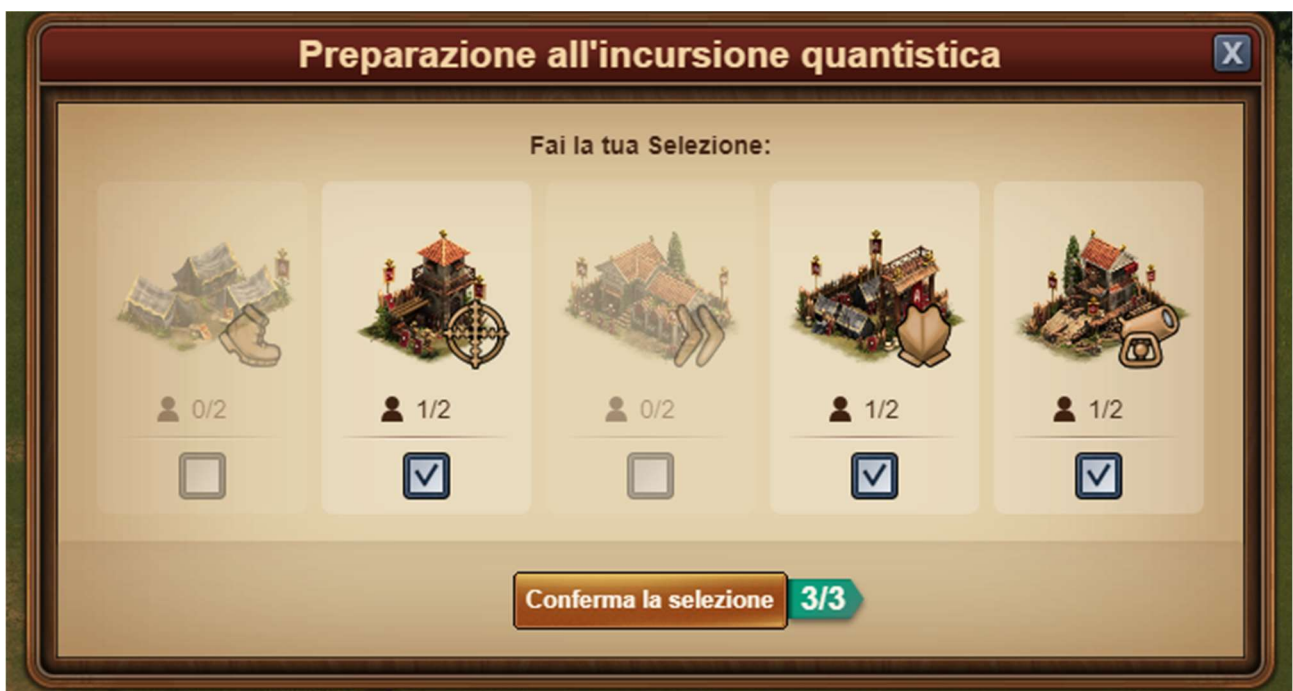 Preparazione all'incursione quantistica
X
Fai la tua Selezione:
0/2
1/2
0/2
1/2
1/2
Conferma la selezione
3/3